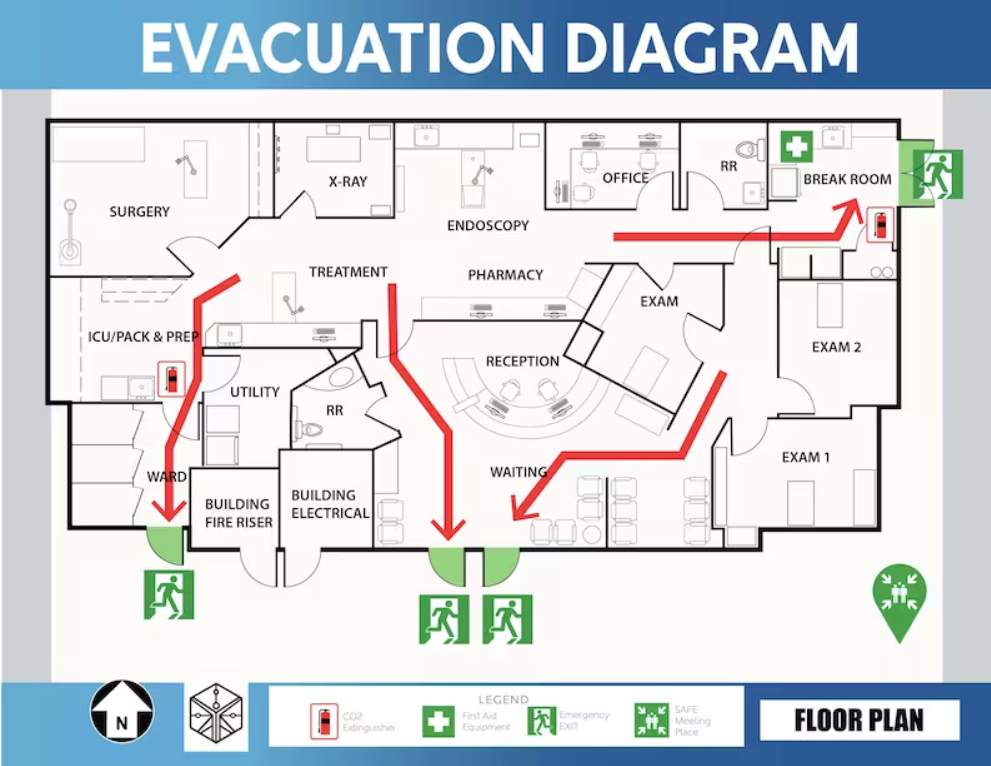 EVACUATION DIAGRAM
SURGERY
X-RAY
OFFICE
RR
BREAK ROOM
ENDOSCOPY
TREATMENT
PHARMACY
EXAM
ICU/PACK & PREP
EXAM 2
RECEPTION
UTILITY
RR
WARD
WAITING
EXAM 1
BUILDING
FIRE RISER
BUILDING
ELECTRICAL
N
LEGEND
CO2
Extinguisher
First Aid
Equipment
Emergency
EXIT
SAFE
Meeting
Place
FLOOR PLAN